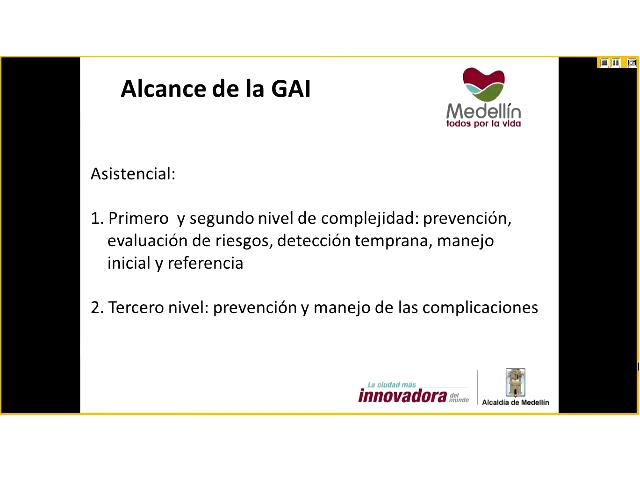 Alcance de la GAI
Medellín
todos por la vida
Asistencial:
1. Primero y segundo nivel de complejidad: prevención,
evaluación de riesgos, detección temprana, manejo
inicial y referencia
2. Tercero nivel: prevención y manejo de las complicaciones
La ciudad más
innovadora del
mundo
Alcaldía de Medellín